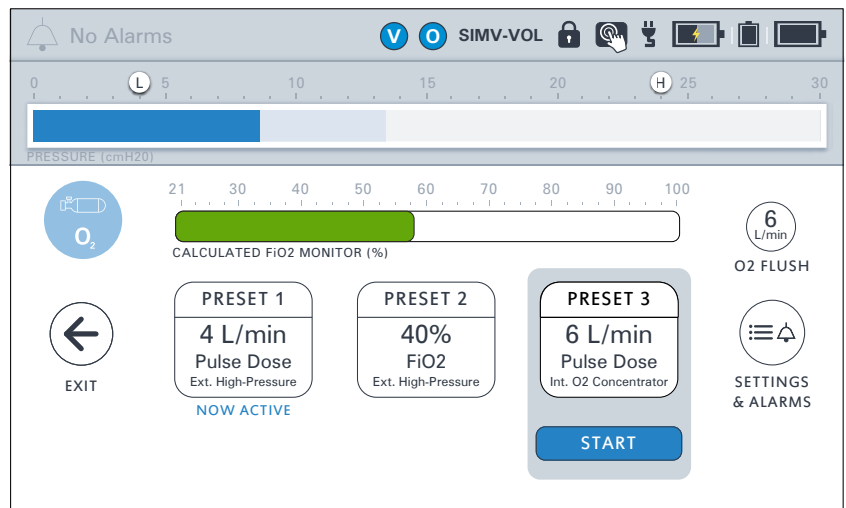 No Alarms
V O SIMV-VOL
0 5 10 15 20 25 30
L H
PRESSURE (cmH20)
21 30 40 50 60 70 80 90 100
O2
CALCULATED FiO2 MONITOR (%)
6
L/min
O2 FLUSH
PRESET 1
4 L/min
Pulse Dose
Ext. High-Pressure
NOW ACTIVE
PRESET 2
40%
FiO2
Ext. High-Pressure
PRESET 3
6 L/min
Pulse Dose
Int. O2 Concentrator
START
EXIT
SETTINGS
& ALARMS